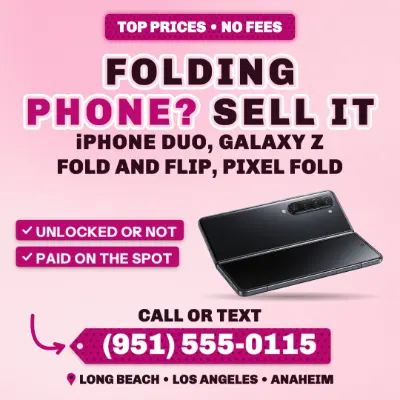 TOP PRICES • NO FEES
FOLDING
PHONE? SELL IT
iPHONE DUO, GALAXY Z
FOLD AND FLIP, PIXEL FOLD
✓ UNLOCKED OR NOT
✓ PAID ON THE SPOT
CALL OR TEXT
(951) 555-0115
LONG BEACH • LOS ANGELES • ANAHEIM